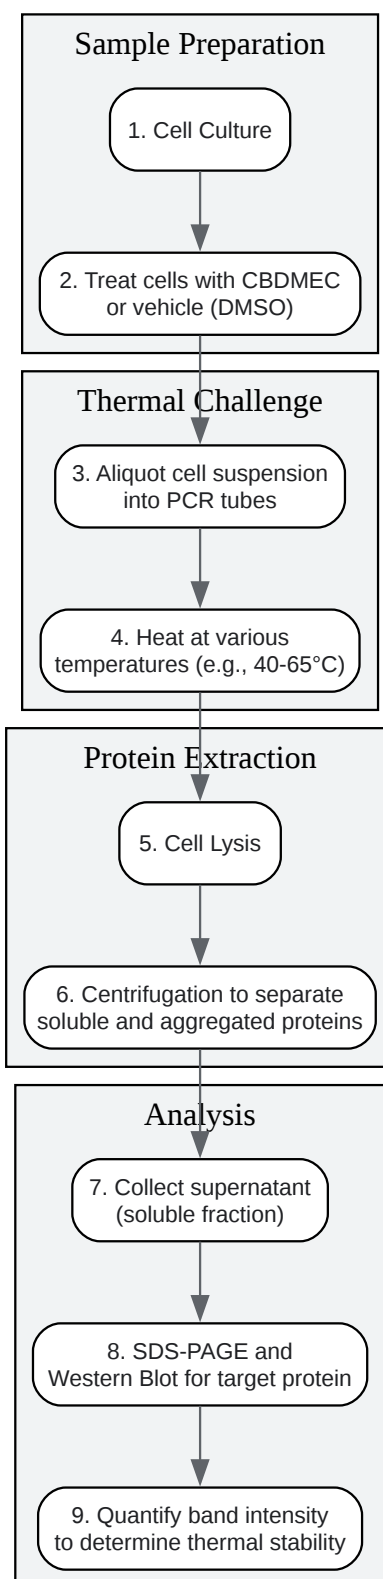 Sample Preparation
1. Cell Culture
2. Treat cells with CBDMEC
or vehicle (DMSO)
Thermal Challenge
3. Aliquot cell suspension
into PCR tubes
4. Heat at various
temperatures (e.g., 40-65°C)
Protein Extraction
5. Cell Lysis
6. Centrifugation to separate
soluble and aggregated proteins
Analysis
7. Collect supernatant
(soluble fraction)
8. SDS-PAGE and
Western Blot for target protein
9. Quantify band intensity
to determine thermal stability